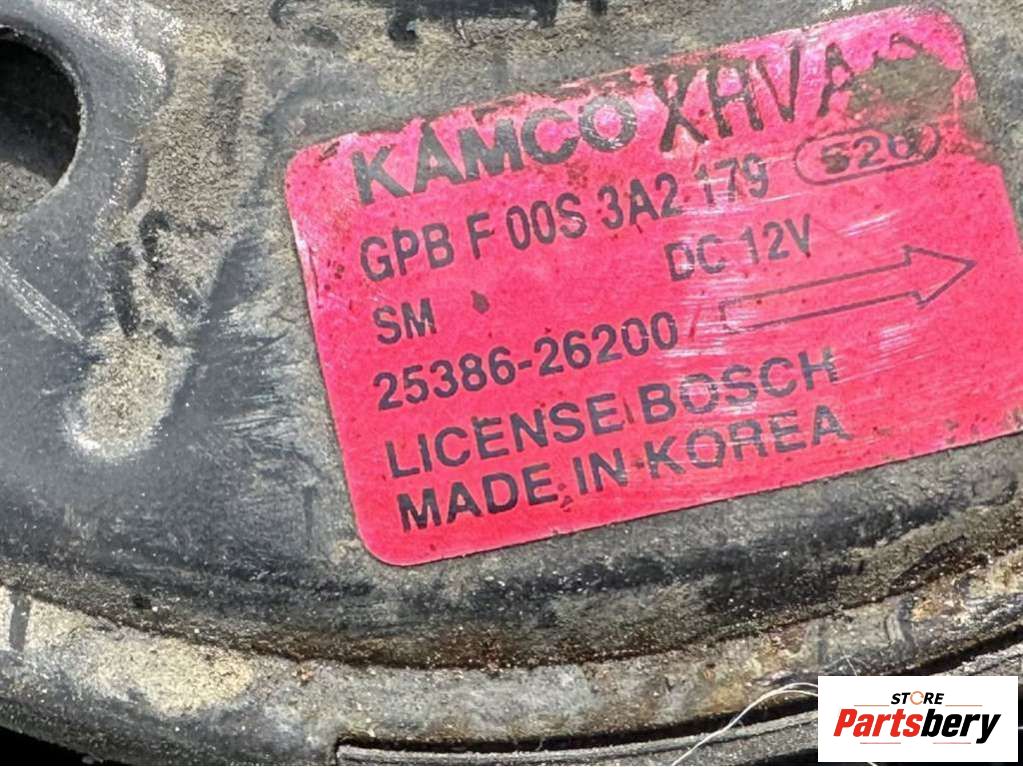 KAMCO XHVA
GPB F 00S 3A2 179
SM DC 12V
25386-26200
LICENSE BOSCH
MADE IN KOREA
STORE
Partsbery